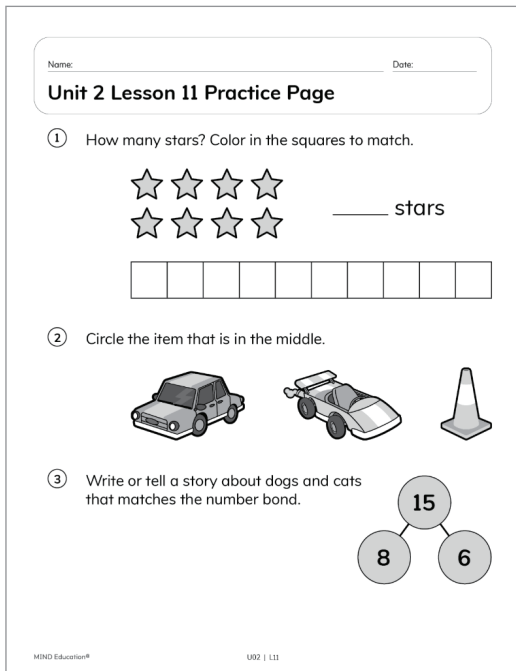 Name: Date:
Unit 2 Lesson 11 Practice Page
1 How many stars? Color in the squares to match.
_____ stars
2 Circle the item that is in the middle.
3 Write or tell a story about dogs and cats
that matches the number bond.
15
8 6
MIND Education® U02 | L11